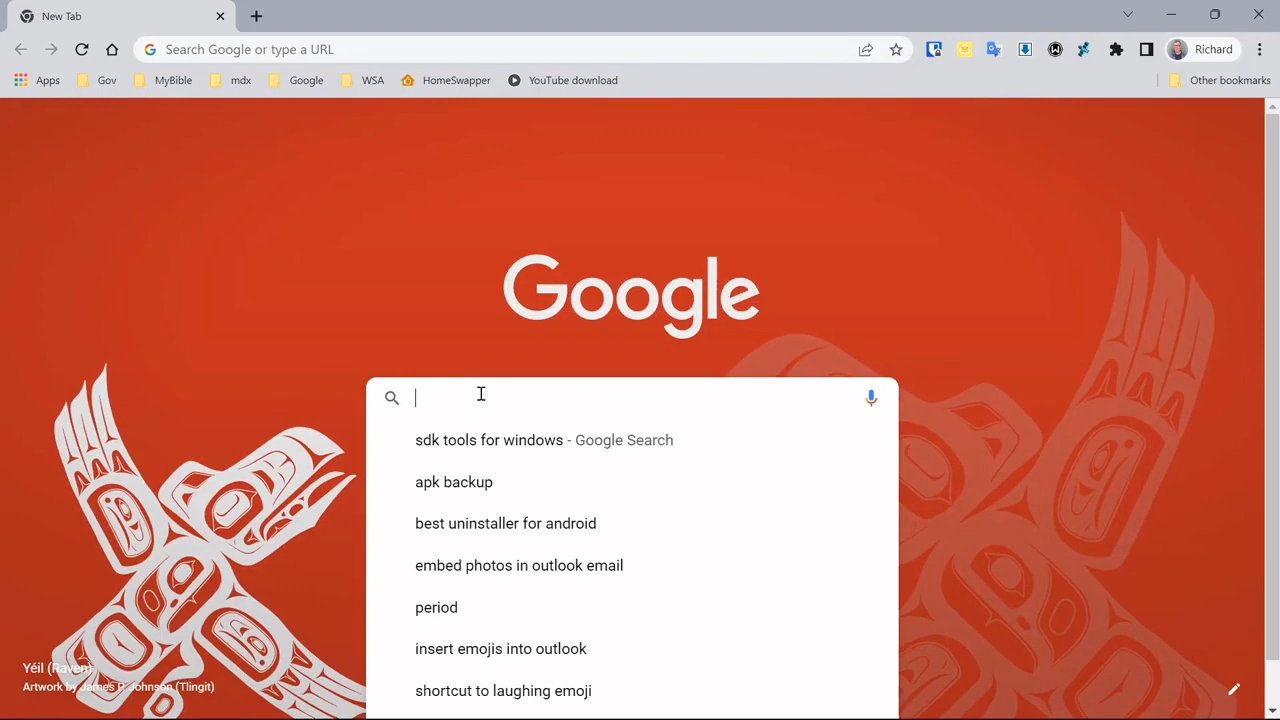 New Tab
Search Google or type a URL
Richard
Apps
Gov
MyBible
mdx
Google
WSA
HomeSwapper
YouTube download
Other bookmarks
Google
sdk tools for windows - Google Search
apk backup
best uninstaller for android
embed photos in outlook email
period
insert emojis into outlook
shortcut to laughing emoji
Yéil (Raven)
Artwork by James P. Johnson (Tlingit)